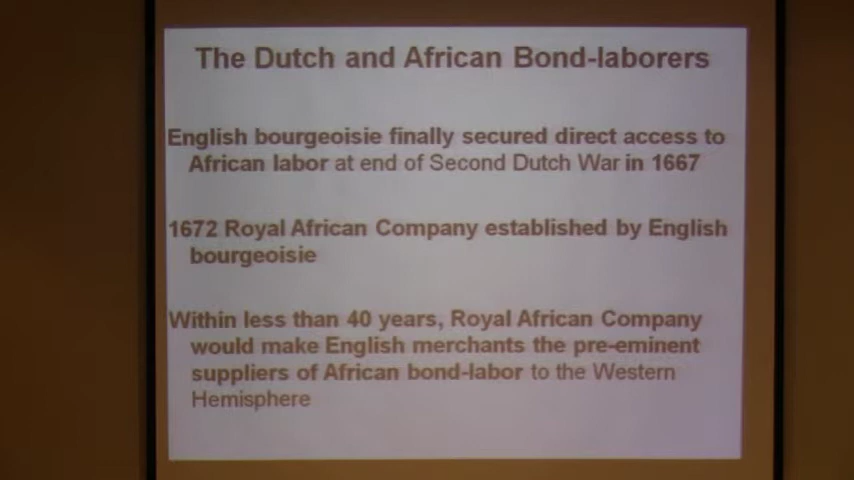 The Dutch and African Bond-laborers
English bourgeoisie finally secured direct access to
African labor at end of Second Dutch War in 1667
1672 Royal African Company established by English
bourgeoisie
Within less than 40 years, Royal African Company
would make English merchants the pre-eminent
suppliers of African bond-labor to the Western
Hemisphere